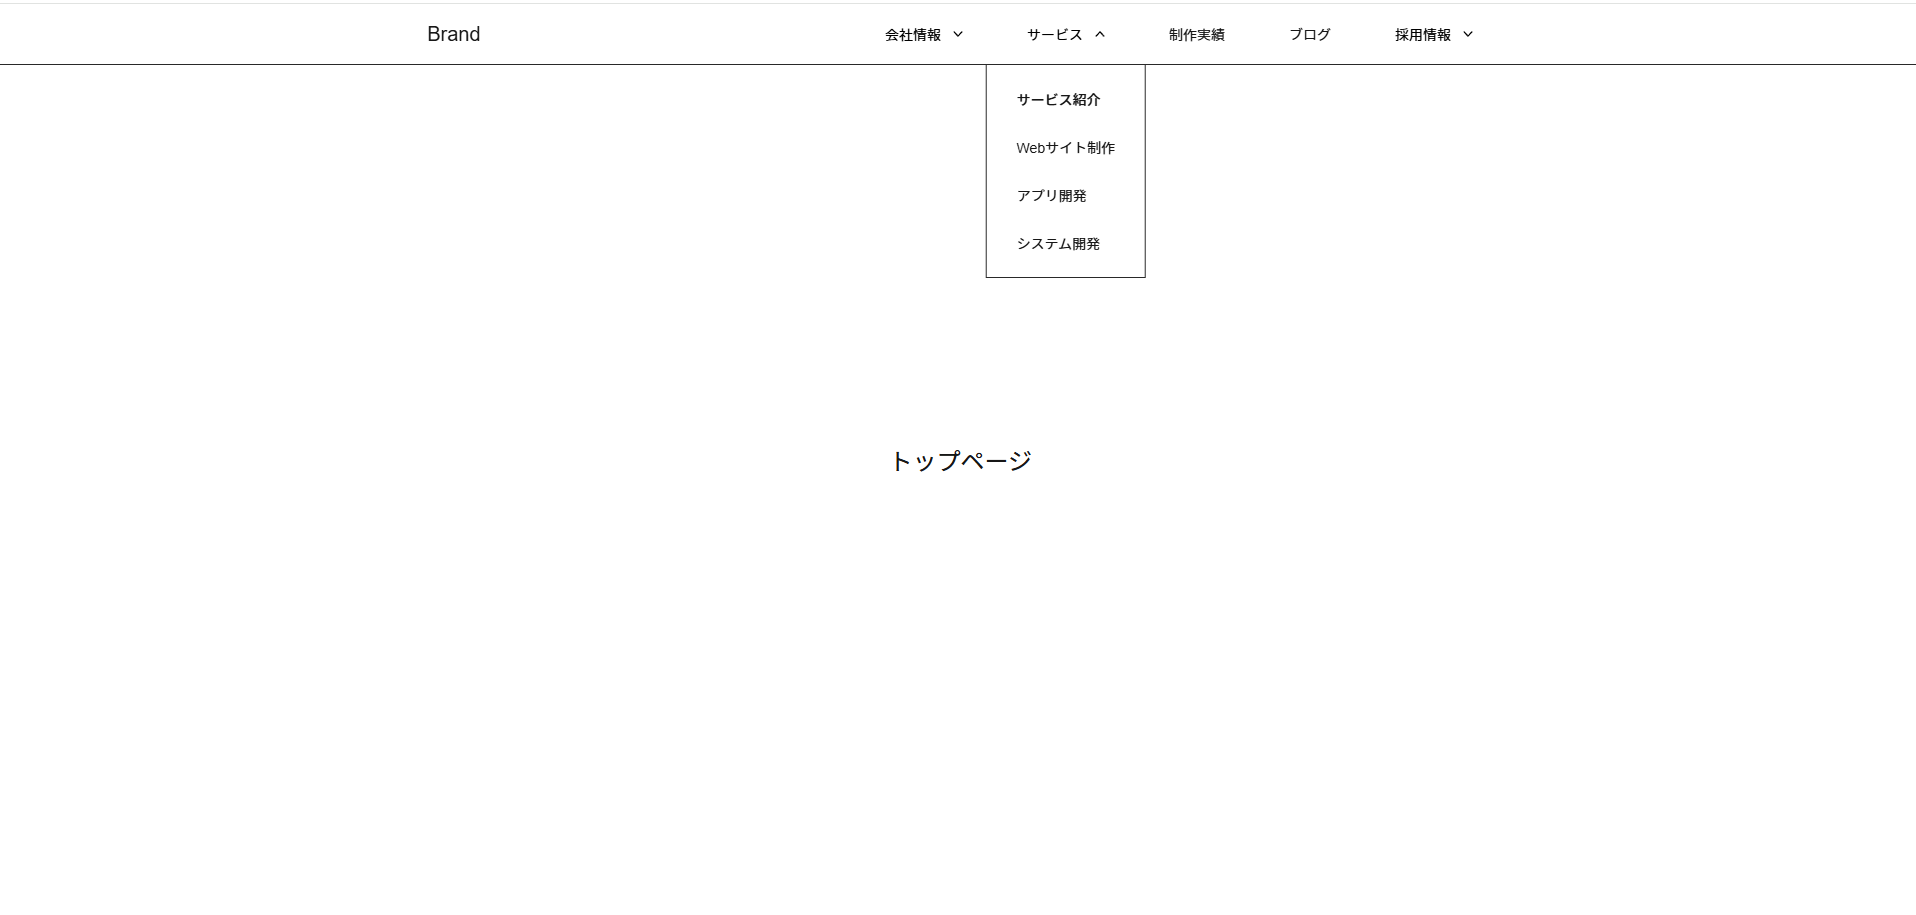 Brand 会社情報 サービス 制作実績 ブログ 採用情報
サービス紹介
Webサイト制作
アプリ開発
システム開発
トップページ